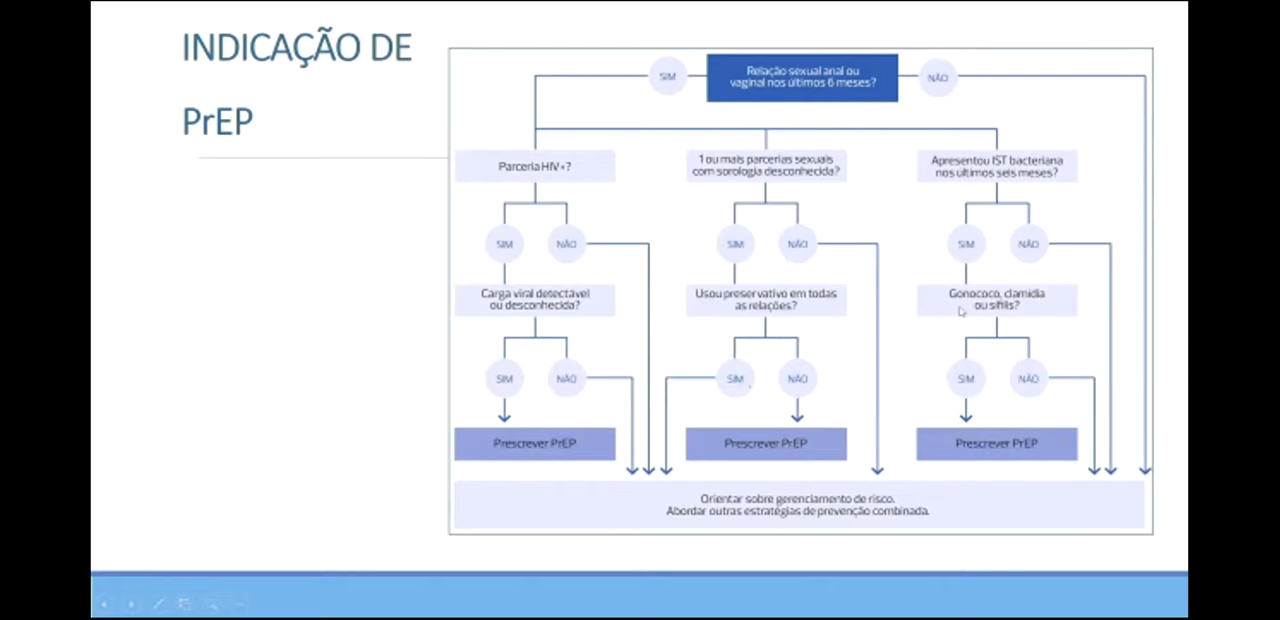 INDICAÇÃO DE
PrEP
SIM
Relação sexual anal ou
vaginal nos últimos 6 meses?
NÃO
Parceria HIV+?
1 ou mais parcerias sexuais
com sorologia desconhecida?
Apresentou IST bacteriana
nos últimos seis meses?
SIM
NÃO
SIM
NÃO
SIM
NÃO
Carga viral detectável
ou desconhecida?
Usou preservativo em todas
as relações?
Gonococo, clamídia
ou sífilis?
SIM
NÃO
SIM
NÃO
SIM
NÃO
Prescrever PrEP
Prescrever PrEP
Prescrever PrEP
Orientar sobre gerenciamento de risco.
Abordar outras estratégias de prevenção combinada.